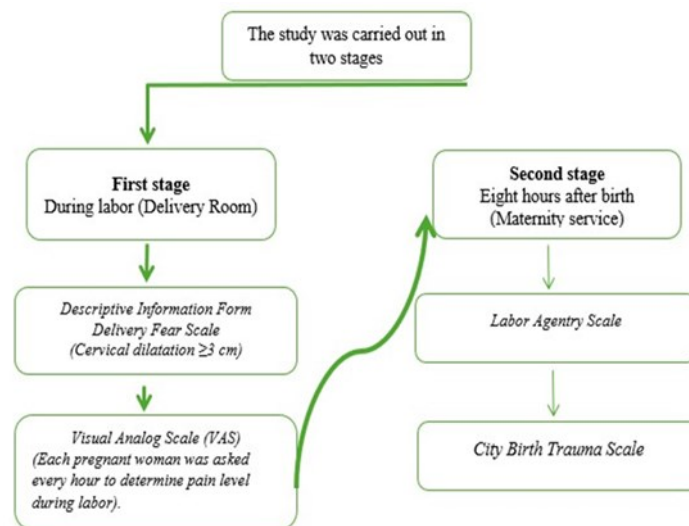 The study was carried out in
two stages
First stage
During labor (Delivery Room)
Descriptive Information Form
Delivery Fear Scale
(Cervical dilatation ≥3 cm)
Visual Analog Scale (VAS)
(Each pregnant woman was asked
every hour to determine pain level
during labor).
Second stage
Eight hours after birth
(Maternity service)
Labor Agentry Scale
City Birth Trauma Scale